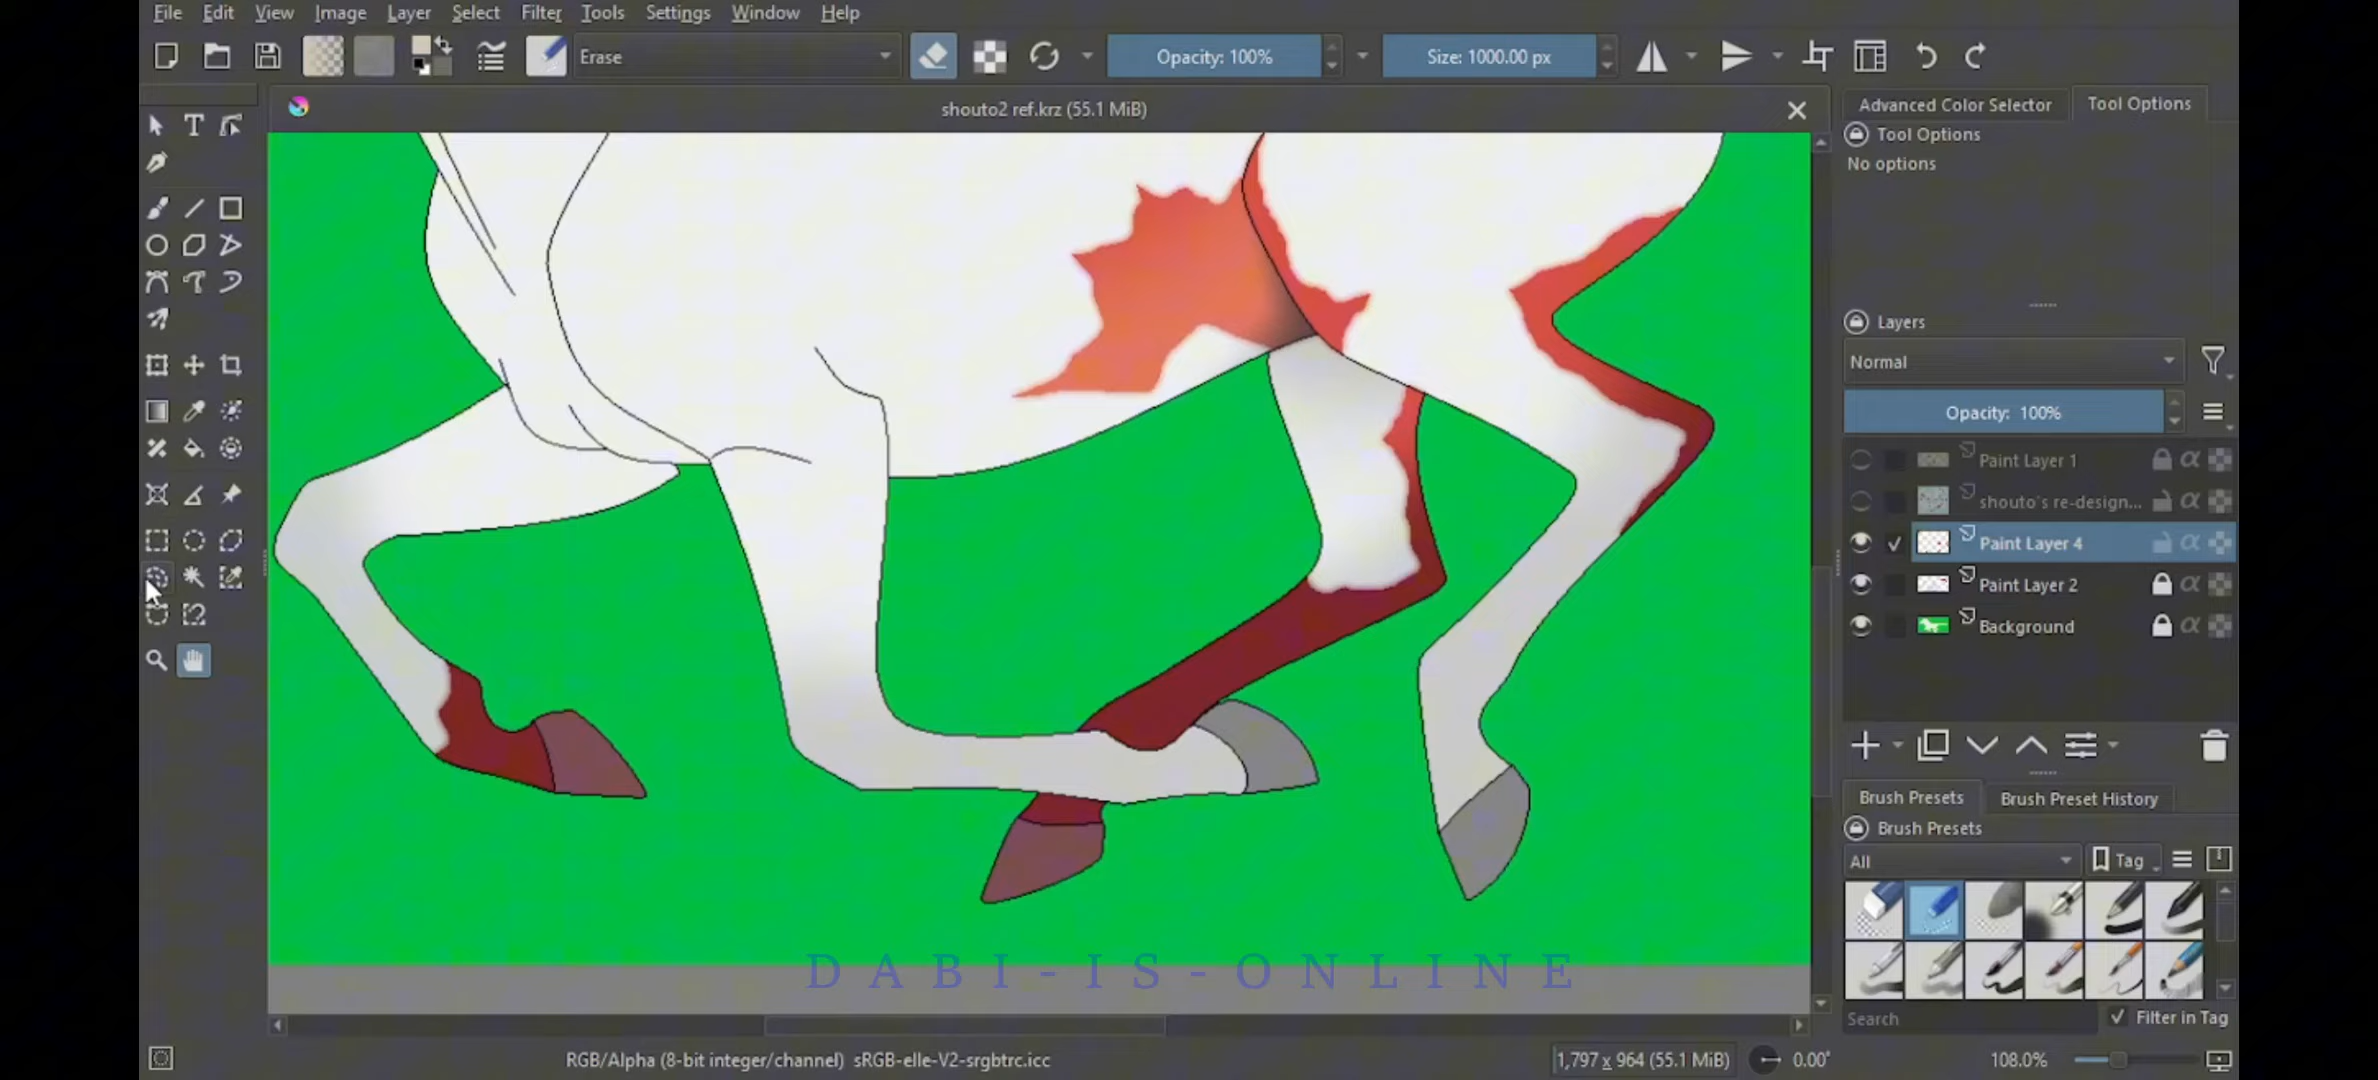 File Edit View Image Layer Select Filter Tools Settings Window Help
Erase Opacity: 100% Size: 1000.00 px
shouto2 ref.krz (55.1 MiB)
Advanced Color Selector Tool Options
Tool Options
No options
Layers
Normal
Opacity: 100%
Paint Layer 1
shouto's re-design...
Paint Layer 4
Paint Layer 2
Background
Brush Presets Brush Preset History
Brush Presets
All Tag
Search Filter in Tag
DABI-IS-ONLINE
RGB/Alpha (8-bit integer/channel) sRGB-elle-V2-srgbtrc.icc 1,797 x 964 (55.1 MiB) 0.00° 108.0%